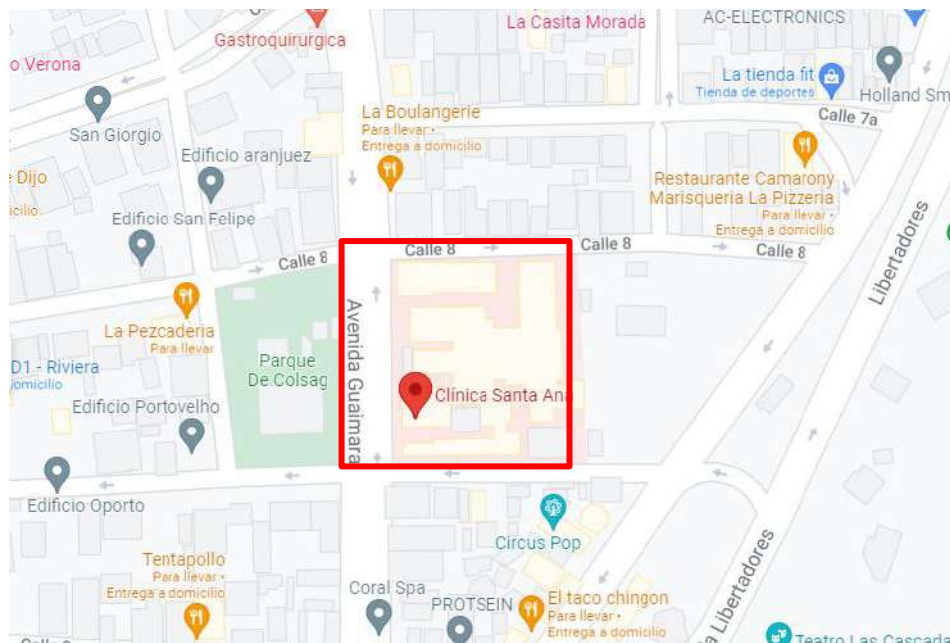 La Casita Morada
AC-ELECTRONICS
Gastroquirurgica
o Verona
La tienda fit
Tienda de deportes
Holland Sm
Calle 7a
La Boulangerie
Para llevar ·
Entrega a domicilio
San Giorgio
Edificio aranjuez
e Dijo
icilio
Restaurante Camarony
Marisqueria La Pizzeria
Para llevar ·
Entrega a domicilio
Edificio San Felipe
Calle 8
Calle 8
Calle 8
Calle 8
Libertadores
Avenida Guaimara
La Pezcaderia
Para llevar
Parque
De Colsag
D1 - Riviera
omicilio
Clínica Santa Ana
Edificio Portovelho
Edificio Oporto
Circus Pop
Tentapollo
Para llevar ·
Entrega a domicilio
Coral Spa
PROTSEIN
El taco chingon
Para llevar ·
Entrega a domicilio
a Libertadores
Teatro Las Cascada